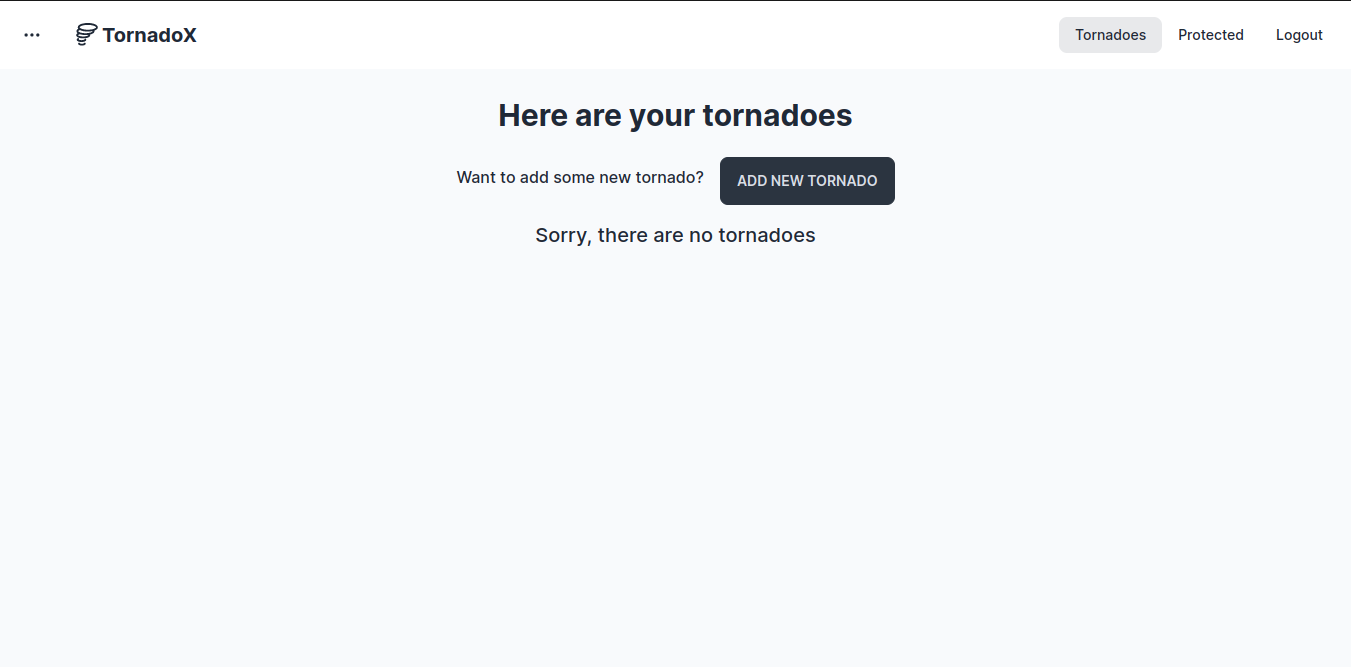 TornadoX
Tornadoes
Protected
Logout
Here are your tornadoes
Want to add some new tornado?
ADD NEW TORNADO
Sorry, there are no tornadoes